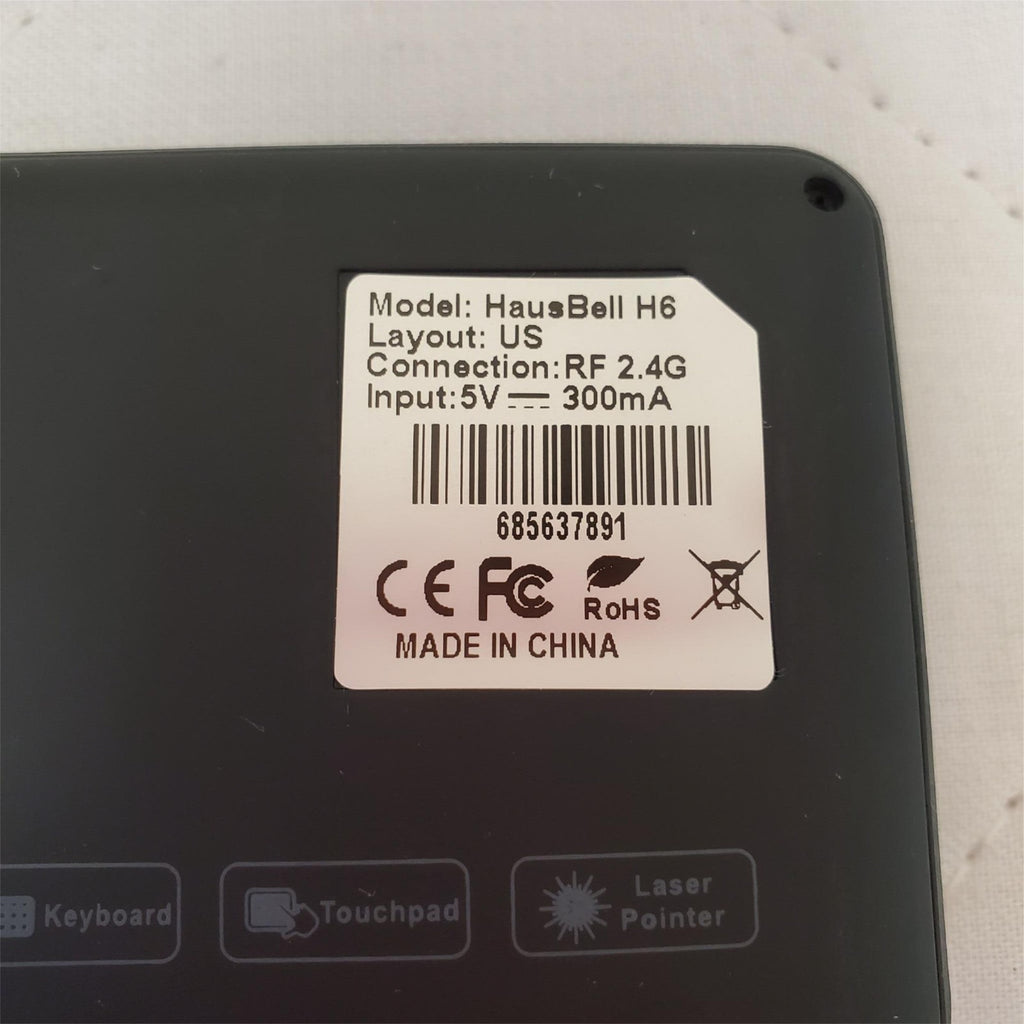 Model: HausBell H6
Layout: US
Connection:RF 2.4G
Input:5V ⎓ 300mA
685637891
CE FC RoHS
MADE IN CHINA
Keyboard
Touchpad
Laser
Pointer